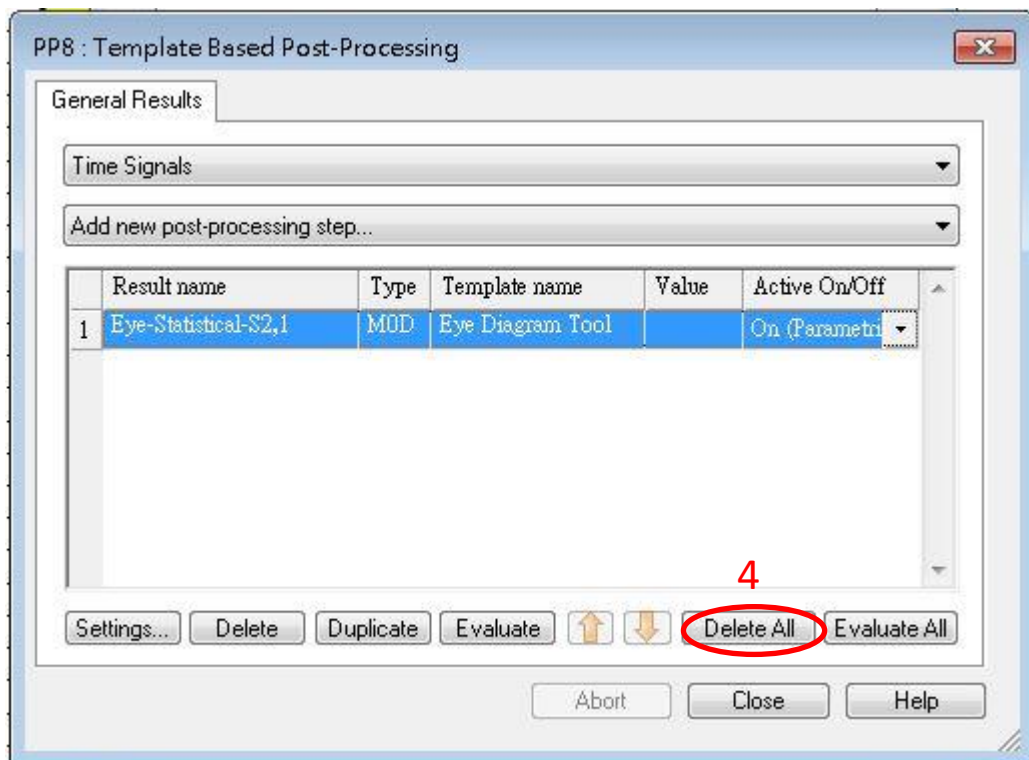 PP8 : Template Based Post-Processing
General Results
Time Signals
Add new post-processing step...
Result name Type Template name Value Active On/Off
1 Eye-Statistical-S2,1 M0D Eye Diagram Tool On (Parametri
4
Settings... Delete Duplicate Evaluate Delete All Evaluate All
Abort Close Help